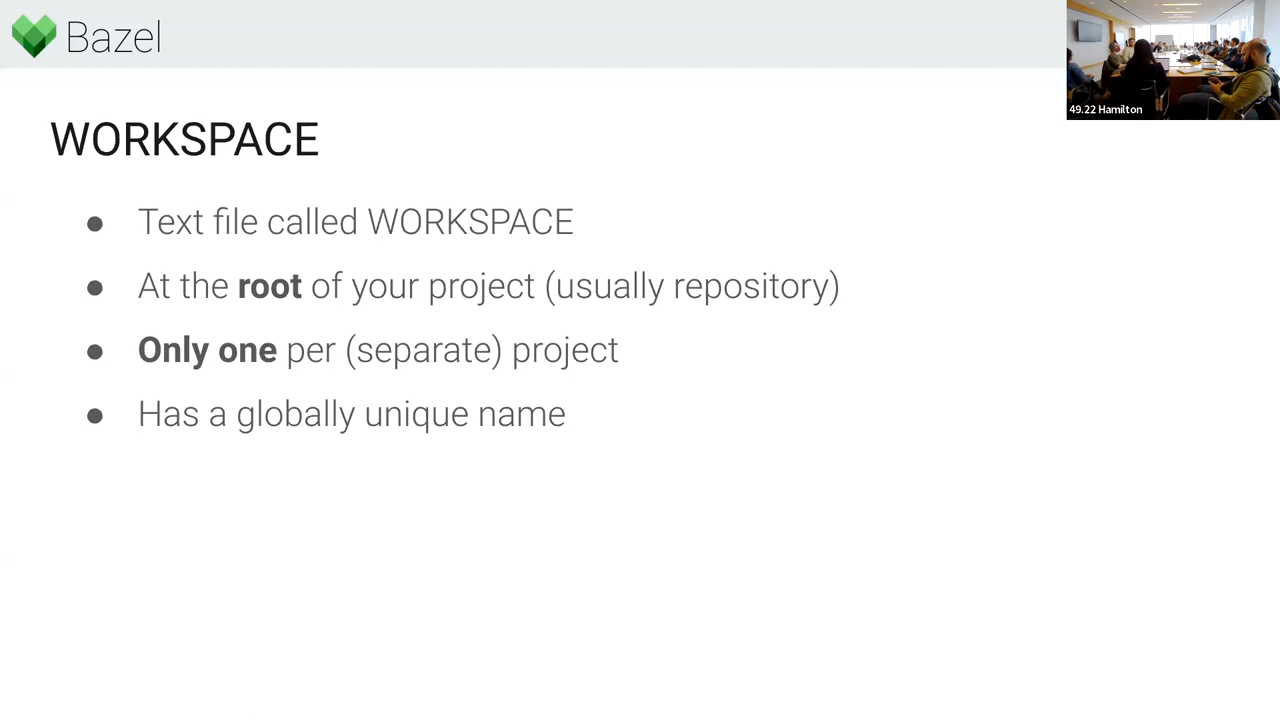 Bazel
49.22 Hamilton
WORKSPACE
● Text file called WORKSPACE
● At the root of your project (usually repository)
● Only one per (separate) project
● Has a globally unique name